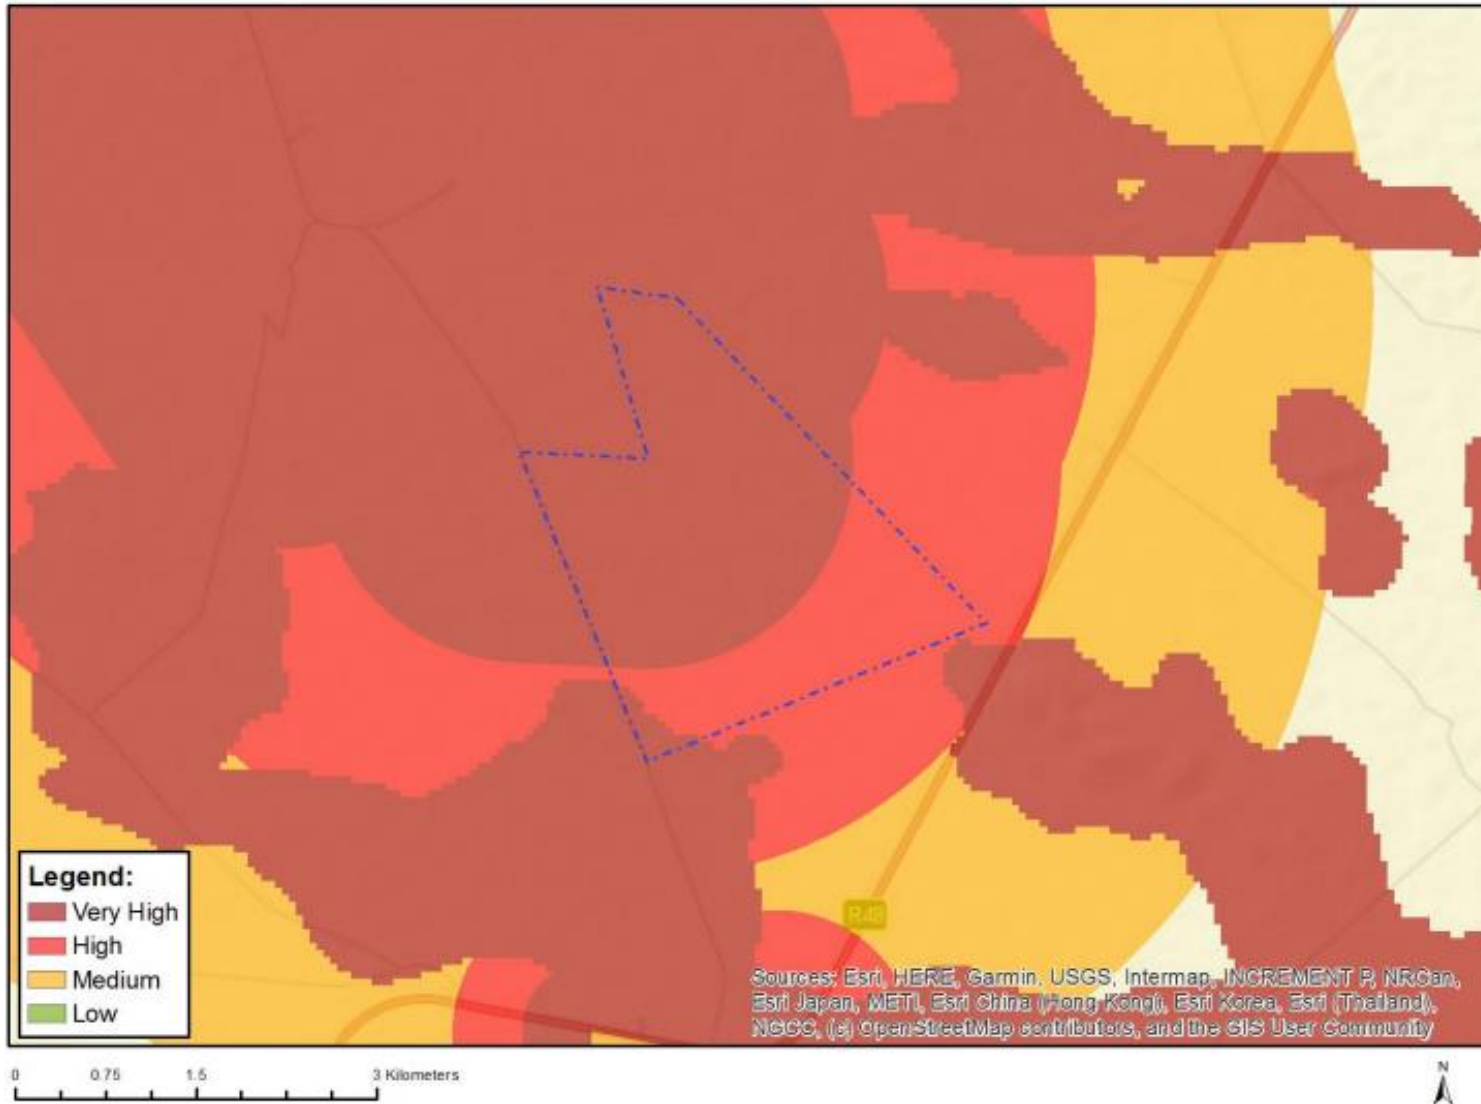 Legend:
Very High
High
Medium
Low
R48
Sources: Esri, HERE, Garmin, USGS, Intermap, INCREMENT P, NRCan,
Esri Japan, METI, Esri China (Hong Kong), Esri Korea, Esri (Thailand),
NGCC, (c) OpenStreetMap contributors, and the GIS User Community
0 0.75 1.5 3 Kilometers
N